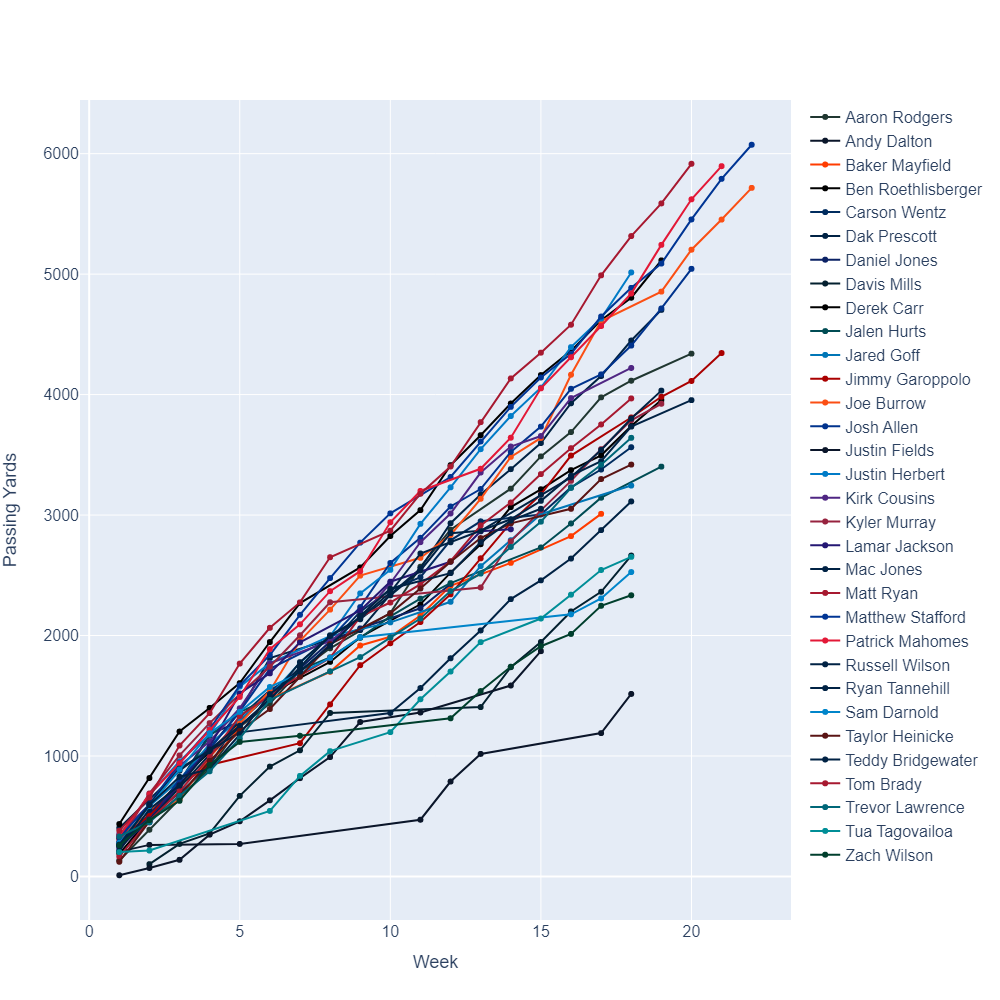 6000
5000
4000
3000
2000
1000
0
Passing Yards
0
5
10
15
20
Week
Aaron Rodgers
Andy Dalton
Baker Mayfield
Ben Roethlisberger
Carson Wentz
Dak Prescott
Daniel Jones
Davis Mills
Derek Carr
Jalen Hurts
Jared Goff
Jimmy Garoppolo
Joe Burrow
Josh Allen
Justin Fields
Justin Herbert
Kirk Cousins
Kyler Murray
Lamar Jackson
Mac Jones
Matt Ryan
Matthew Stafford
Patrick Mahomes
Russell Wilson
Ryan Tannehill
Sam Darnold
Taylor Heinicke
Teddy Bridgewater
Tom Brady
Trevor Lawrence
Tua Tagovailoa
Zach Wilson